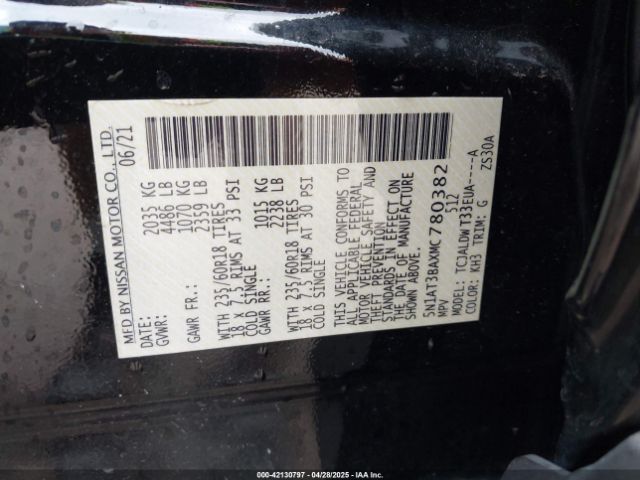 MFD BY NISSAN MOTOR CO., LTD.
DATE: 06/21
GVWR: 2035 KG
4486 LB
GAWR FR.: 1070 KG
2359 LB
WITH 235/60R18 TIRES
18 X 7.5 RIMS AT 33 PSI
COLD SINGLE
GAWR RR.: 1015 KG
2238 LB
WITH 235/60R18 TIRES
18 X 7.5 RIMS AT 30 PSI
COLD SINGLE
THIS VEHICLE CONFORMS TO
ALL APPLICABLE FEDERAL
MOTOR VEHICLE SAFETY AND
THEFT PREVENTION
STANDARDS IN EFFECT ON
THE DATE OF MANUFACTURE
SHOWN ABOVE.
5N1AT3BAXMC780382
MPV 512
MODEL: TCJALDWT33EUA----A
COLOR: KH3 TRIM: G ZS30A
000-42130797 | 04/28/2025 - Copyright IAA, LLC.